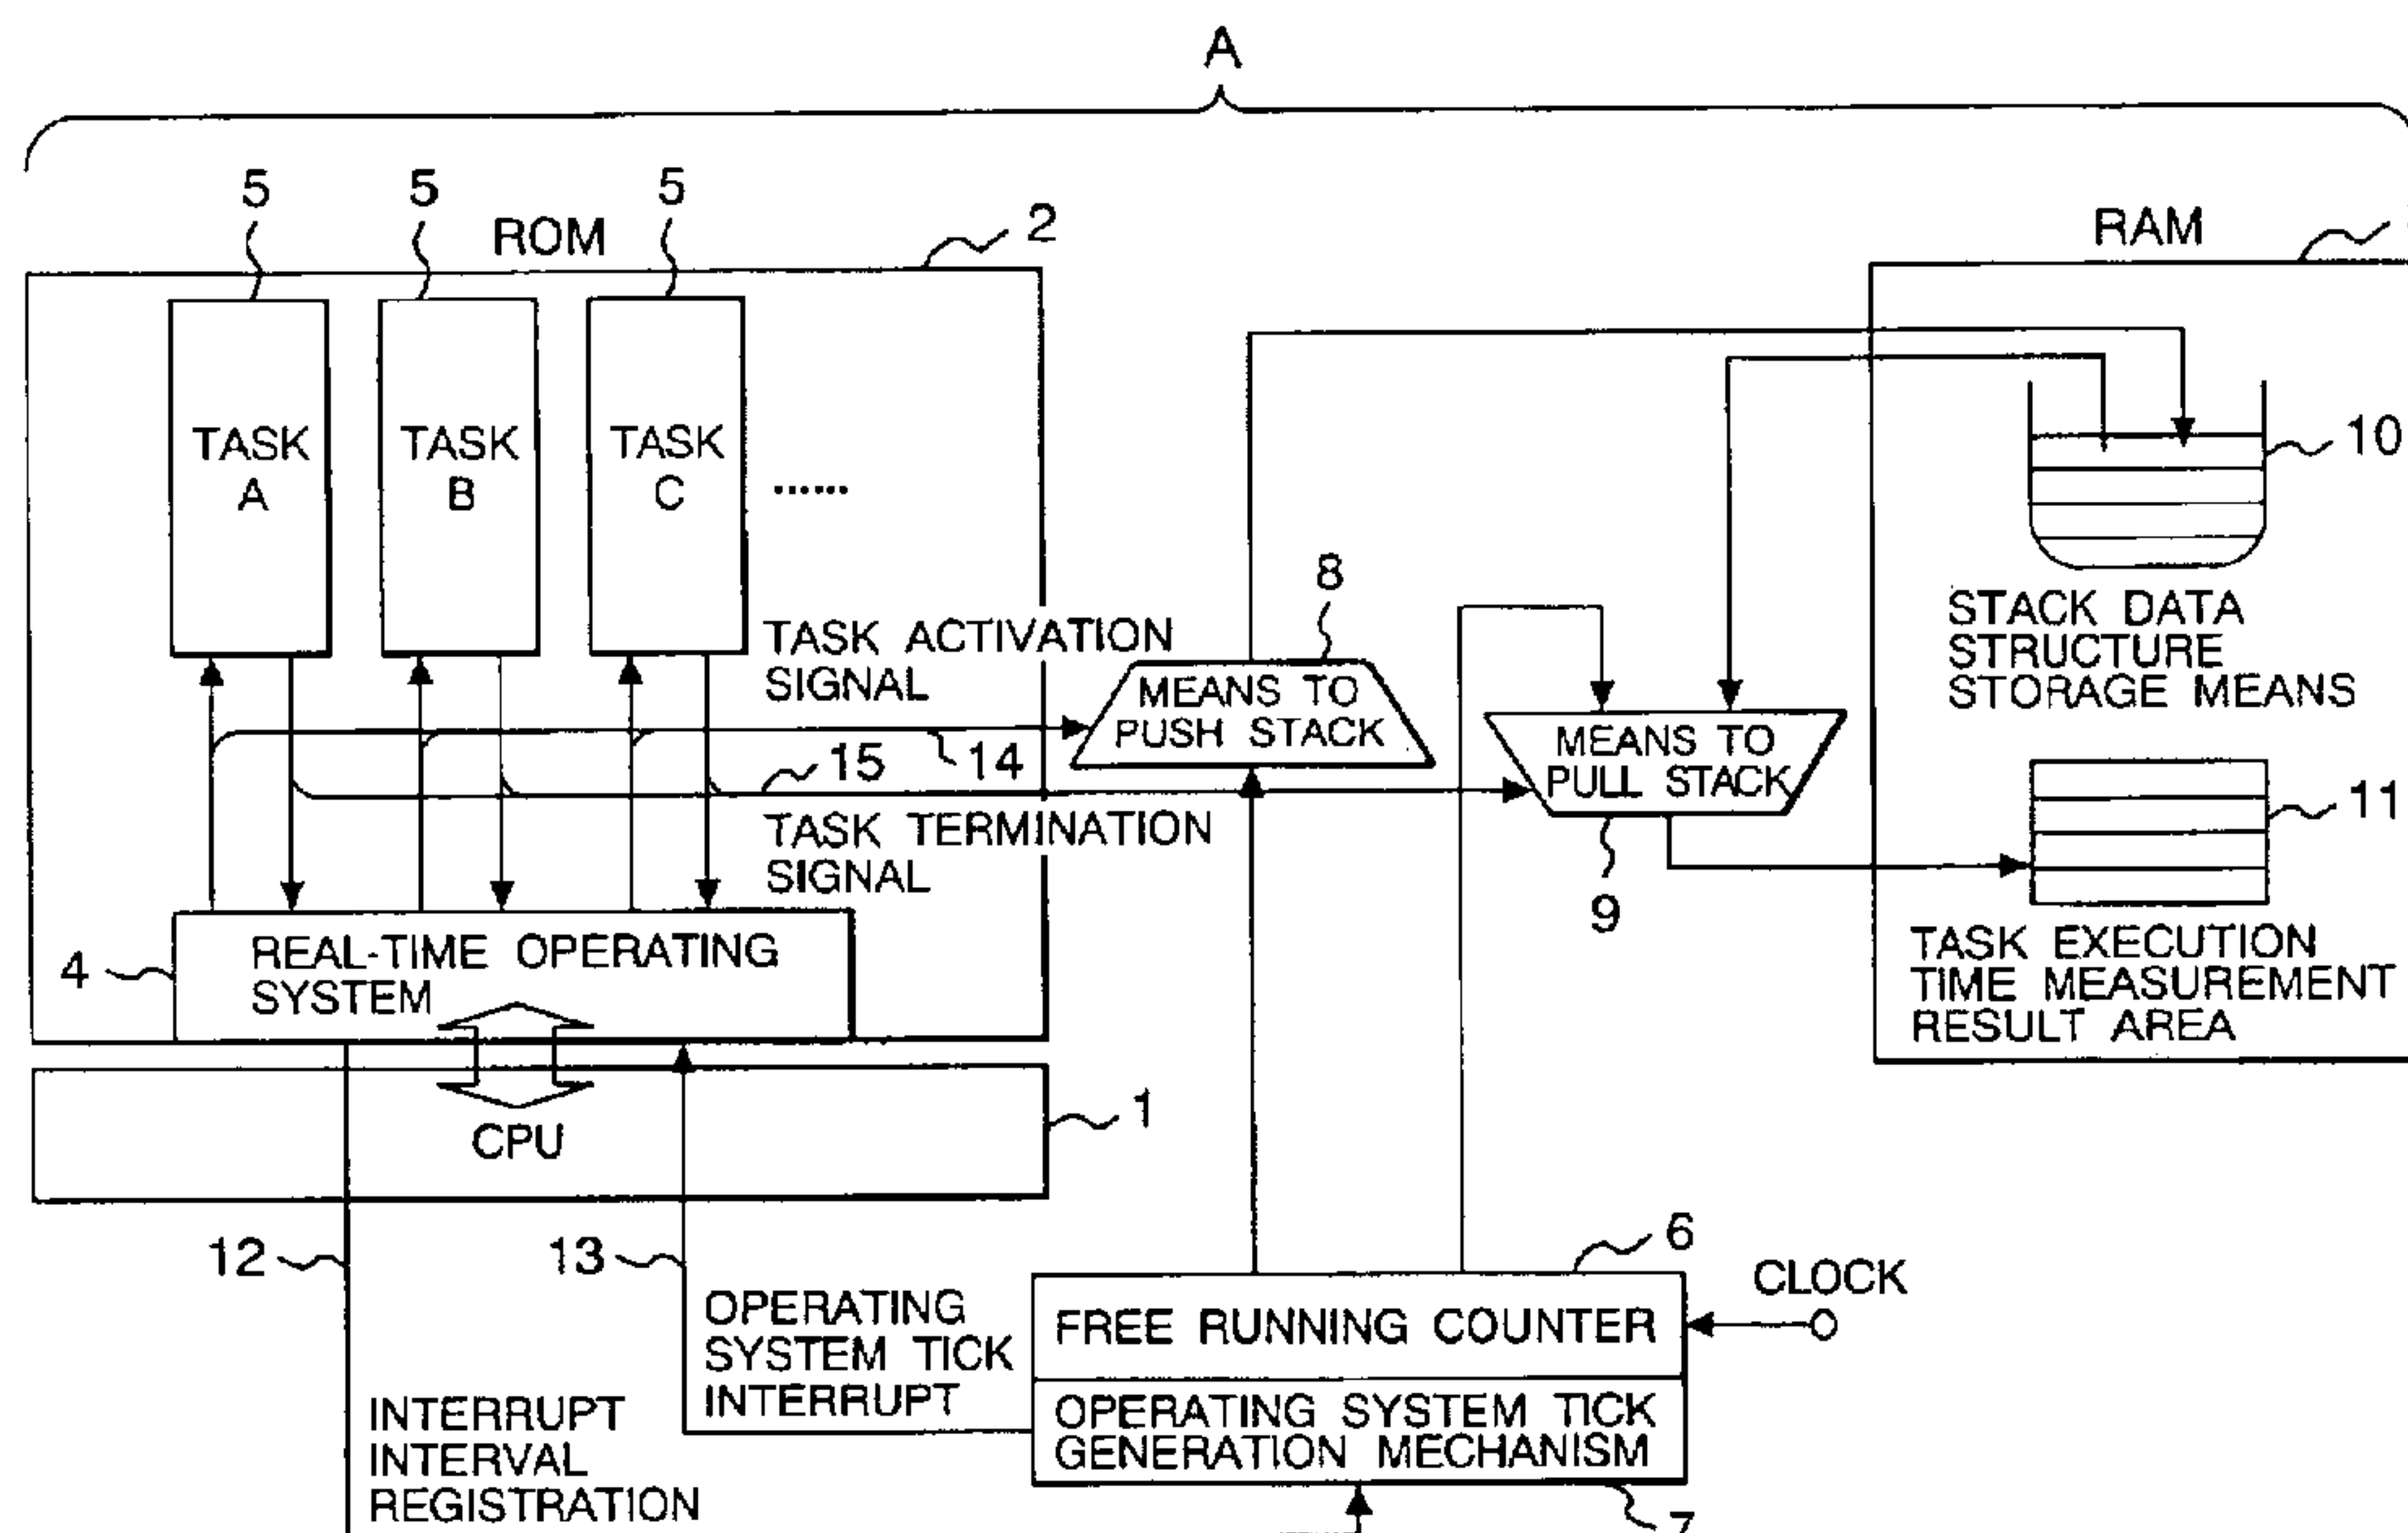 A
5
5
5
ROM
2
RAM
TASK
A
TASK
B
TASK
C
......
10
STACK DATA
STRUCTURE
STORAGE MEANS
8
TASK ACTIVATION
SIGNAL
MEANS TO
PUSH STACK
MEANS TO
PULL STACK
14
15
TASK TERMINATION
SIGNAL
9
11
TASK EXECUTION
TIME MEASUREMENT
RESULT AREA
4
REAL-TIME OPERATING
SYSTEM
CPU
1
12
13
6
CLOCK
OPERATING
SYSTEM TICK
INTERRUPT
FREE RUNNING COUNTER
OPERATING SYSTEM TICK
GENERATION MECHANISM
INTERRUPT
INTERVAL
REGISTRATION
7